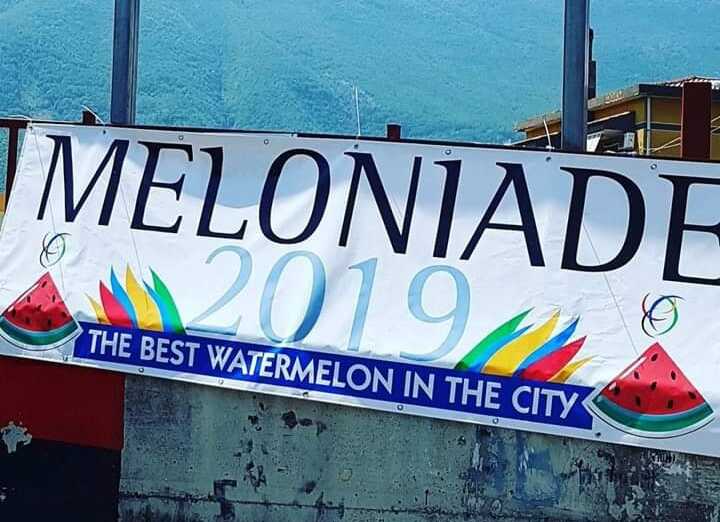 MELONIADE
2019
THE BEST WATERMELON IN THE CITY